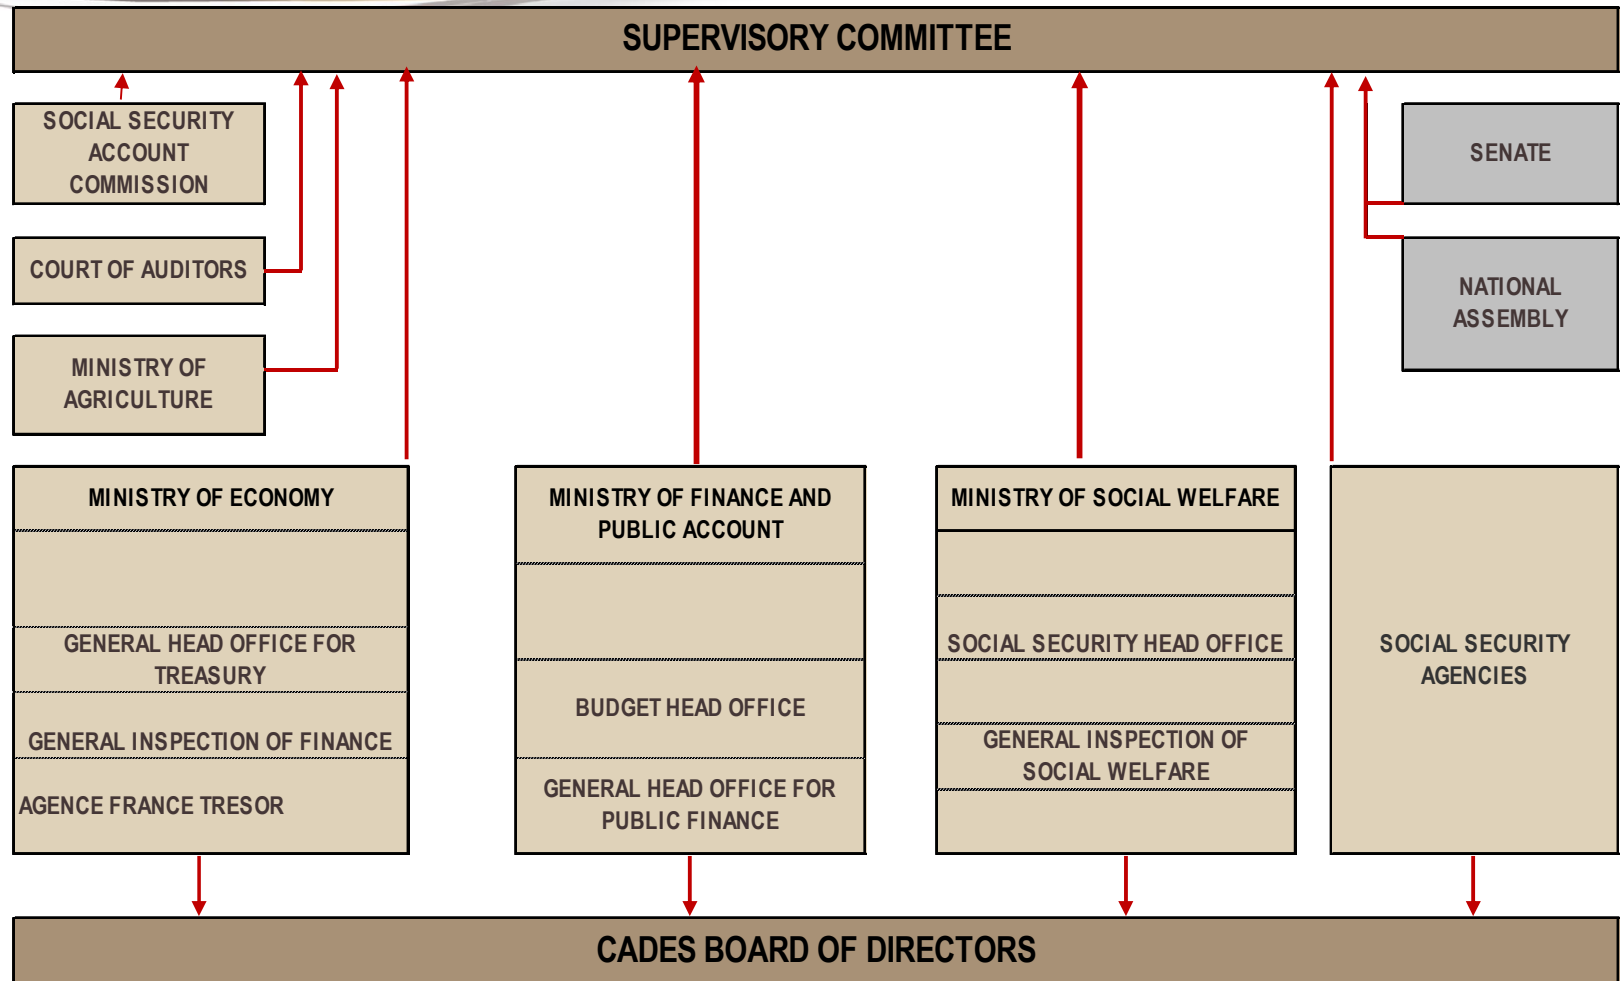 SUPERVISORY COMMITTEE
SOCIAL SECURITY
ACCOUNT
COMMISSION
SENATE
COURT OF AUDITORS
NATIONAL
ASSEMBLY
MINISTRY OF
AGRICULTURE
MINISTRY OF ECONOMY
GENERAL HEAD OFFICE FOR
TREASURY
GENERAL INSPECTION OF FINANCE
AGENCE FRANCE TRESOR
MINISTRY OF FINANCE AND
PUBLIC ACCOUNT
BUDGET HEAD OFFICE
GENERAL HEAD OFFICE FOR
PUBLIC FINANCE
MINISTRY OF SOCIAL WELFARE
SOCIAL SECURITY HEAD OFFICE
GENERAL INSPECTION OF
SOCIAL WELFARE
SOCIAL SECURITY
AGENCIES
CADES BOARD OF DIRECTORS